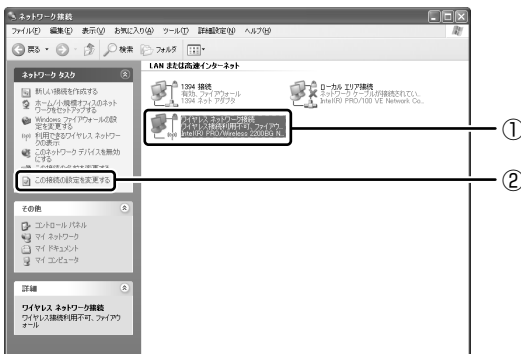 ネットワーク接続
ファイル(F) 編集(E) 表示(V) お気に入り(A) ツール(T) 詳細設定(N) ヘルプ(H)
戻る 検索 フォルダ
ネットワーク タスク
新しい接続を作成する
ホーム/小規模オフィスのネットワークをセットアップする
Windows ファイアウォールの設定を変更する
利用できるワイヤレス ネットワークの表示
このネットワーク デバイスを無効にする
この接続の設定を変更する
その他
コントロール パネル
マイ ネットワーク
マイ ドキュメント
マイ コンピュータ
詳細
ワイヤレス ネットワーク接続
ワイヤレス接続利用不可, ファイアウォール
LAN または高速インターネット
1394 接続
有効, ファイアウォール
1394 ネット アダプタ
ローカル エリア接続
ネットワーク ケーブルが接続されてい...
Intel(R) PRO/100 VE Network Co...
ワイヤレス ネットワーク接続
ワイヤレス接続利用不可, ファイアウ...
Intel(R) PRO/Wireless 2200BG N...
①
②